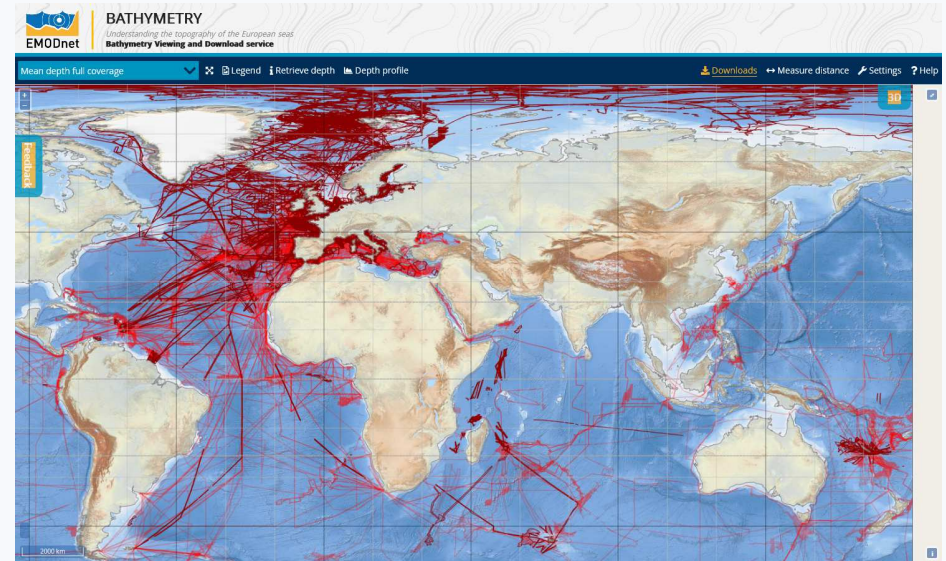 EMODnet
BATHYMETRY
Understanding the topography of the European seas
Bathymetry Viewing and Download service
Mean depth full coverage
Legend
Retrieve depth
Depth profile
Downloads
Measure distance
Settings
? Help
+
−
3D
Feedback
2000 km
i